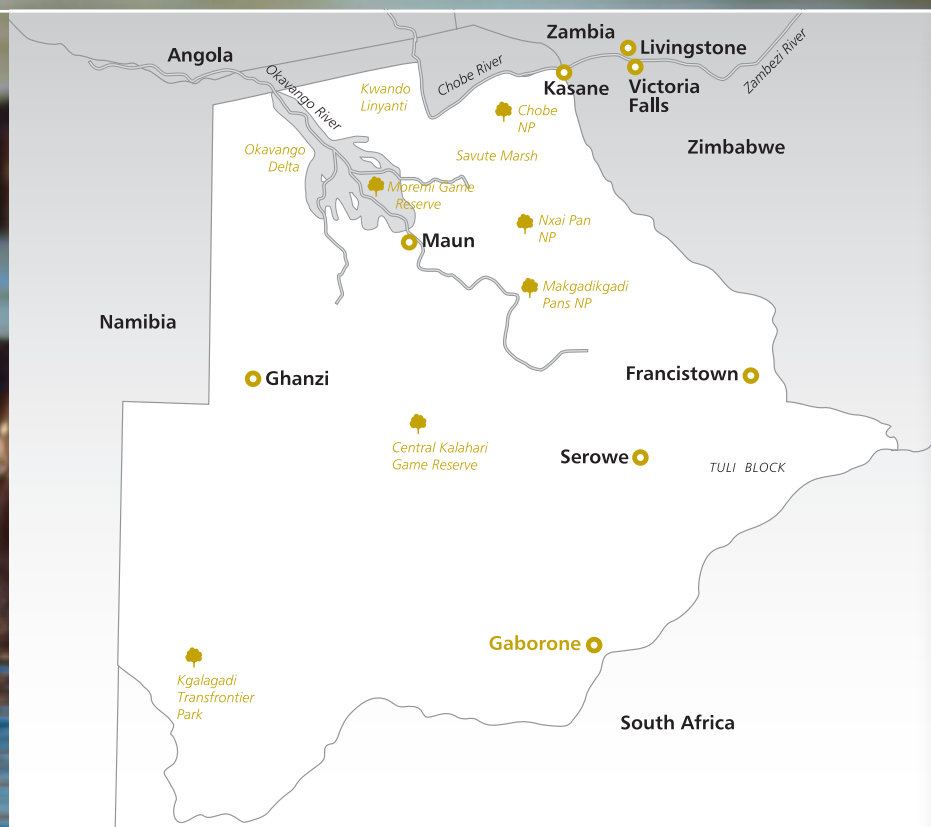 Zambia
Livingstone
Angola
Zambezi River
Okavango River
Chobe River
Kasane
Victoria
Falls
Kwando
Linyanti
Chobe
NP
Okavango
Delta
Savute Marsh
Zimbabwe
Moremi Game
Reserve
Nxai Pan
NP
Maun
Makgadikgadi
Pans NP
Namibia
Ghanzi
Francistown
Central Kalahari
Game Reserve
Serowe
TULI BLOCK
Gaborone
Kgalagadi
Transfrontier
Park
South Africa